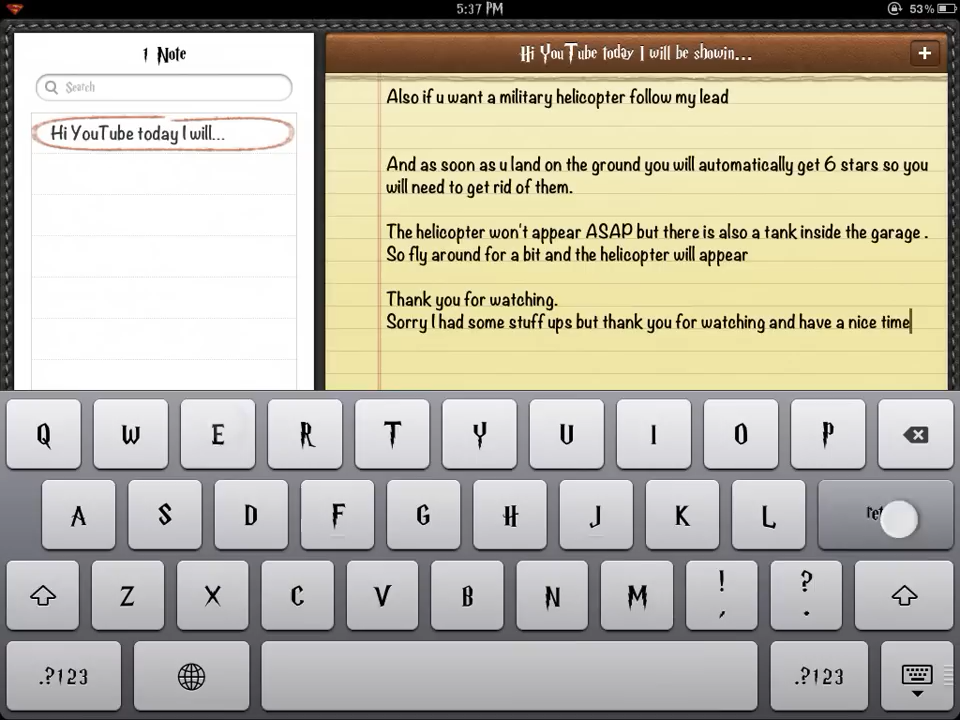 5:37 PM
53%
1 Note
Hi YouTube today I will be showin...
+
Search
Hi YouTube today I will...
Also if u want a military helicopter follow my lead
And as soon as u land on the ground you will automatically get 6 stars so you
will need to get rid of them.
The helicopter won't appear ASAP but there is also a tank inside the garage .
So fly around for a bit and the helicopter will appear
Thank you for watching.
Sorry I had some stuff ups but thank you for watching and have a nice time
Q W E R T Y U I O P
A S D F G H J K L ret
Z X C V B N M ! , ? .
.?123 .?123